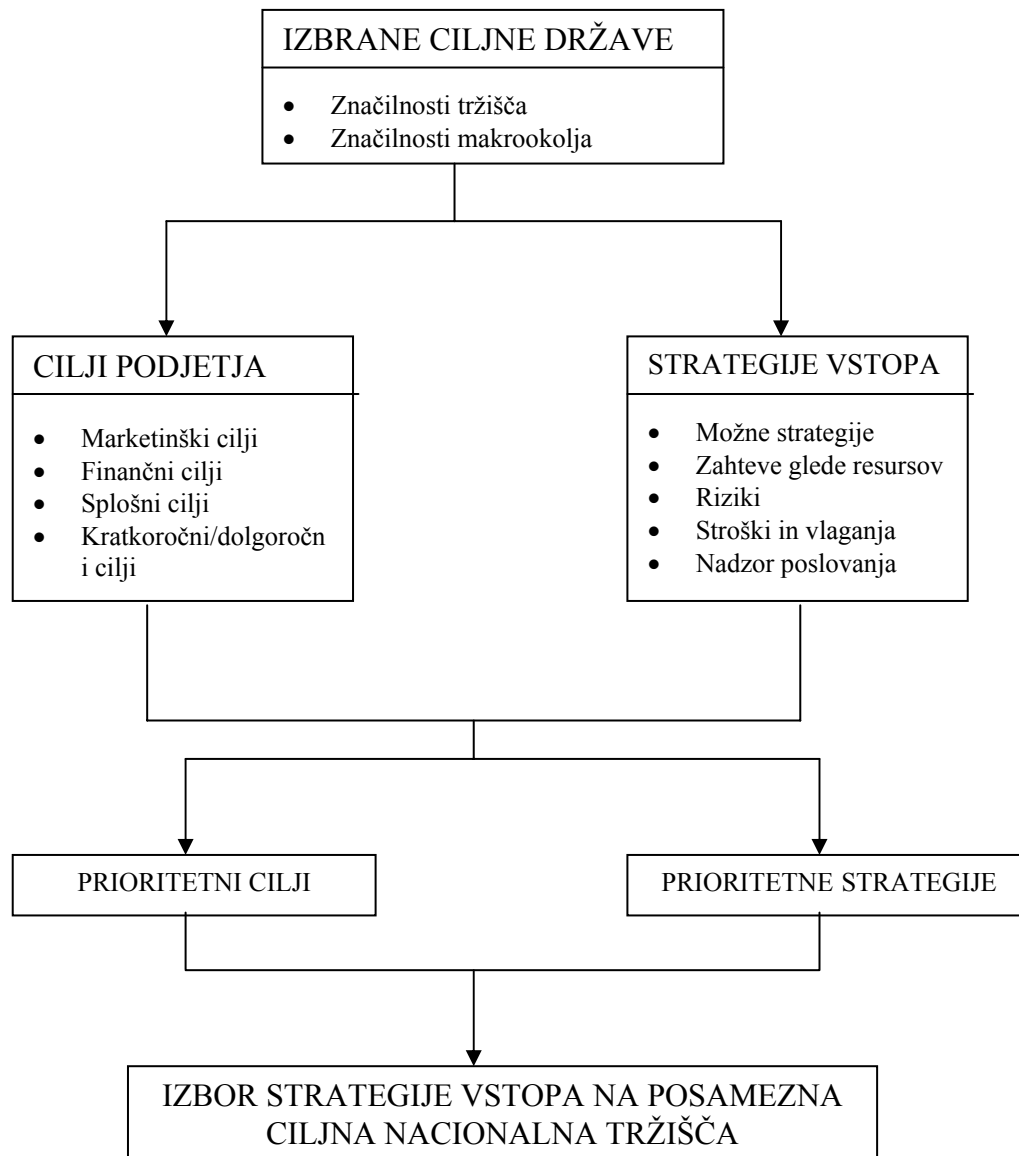 IZBRANE CILJNE DRŽAVE
• Značilnosti tržišča
• Značilnosti makrookolja
CILJI PODJETJA
• Marketinški cilji
• Finančni cilji
• Splošni cilji
• Kratkoročni/dolgoročn
i cilji
STRATEGIJE VSTOPA
• Možne strategije
• Zahteve glede resursov
• Riziki
• Stroški in vlaganja
• Nadzor poslovanja
PRIORITETNI CILJI
PRIORITETNE STRATEGIJE
IZBOR STRATEGIJE VSTOPA NA POSAMEZNA
CILJNA NACIONALNA TRŽIŠČA